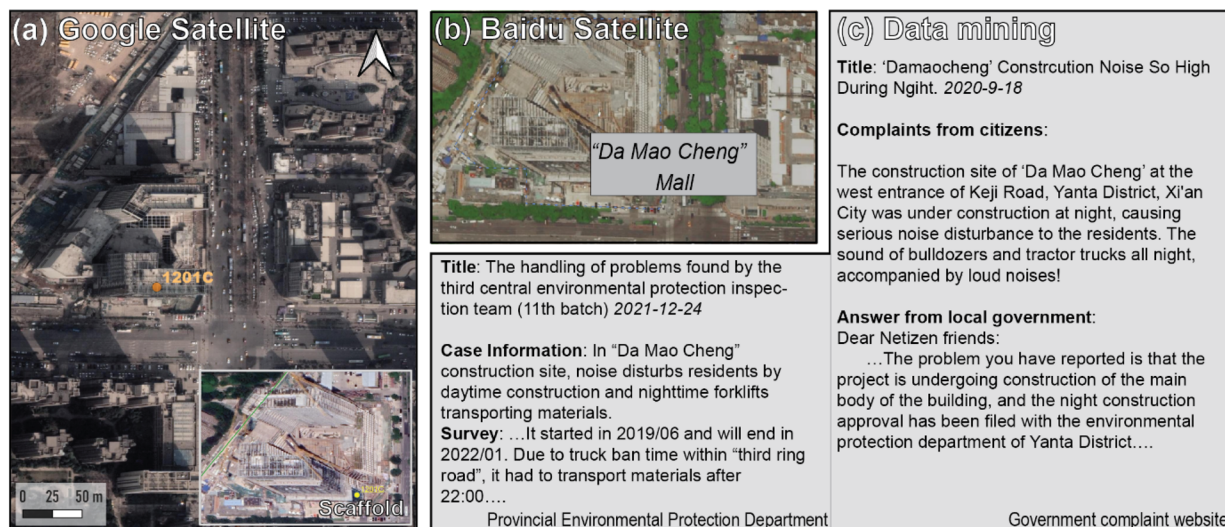 (a) Google Satellite
1201C
0 25 50 m
Scaffold
(b) Baidu Satellite
"Da Mao Cheng"
Mall
Title: The handling of problems found by the
third central environmental protection inspec-
tion team (11th batch) 2021-12-24
Case Information: In "Da Mao Cheng"
construction site, noise disturbs residents by
daytime construction and nighttime forklifts
transporting materials.
Survey: …It started in 2019/06 and will end in
2022/01. Due to truck ban time within "third ring
road", it had to transport materials after
22:00….
Provincial Environmental Protection Department
(c) Data mining
Title: 'Damaocheng' Constrcution Noise So High
During Ngiht. 2020-9-18
Complaints from citizens:
The construction site of 'Da Mao Cheng' at the
west entrance of Keji Road, Yanta District, Xi'an
City was under construction at night, causing
serious noise disturbance to the residents. The
sound of bulldozers and tractor trucks all night,
accompanied by loud noises!
Answer from local government:
Dear Netizen friends:
…The problem you have reported is that the
project is undergoing construction of the main
body of the building, and the night construction
approval has been filed with the environmental
protection department of Yanta District….
Government complaint website